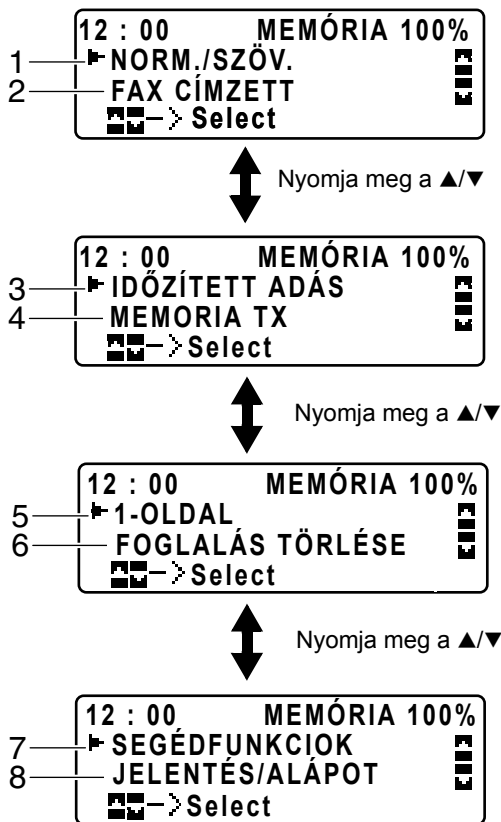 12 : 00 MEMÓRIA 100%
1 NORM./SZÖV.
2 FAX CÍMZETT
–> Select
Nyomja meg a ▲/▼
12 : 00 MEMÓRIA 100%
3 IDŐZÍTETT ADÁS
4 MEMORIA TX
–> Select
Nyomja meg a ▲/▼
12 : 00 MEMÓRIA 100%
5 1-OLDAL
6 FOGLALÁS TÖRLÉSE
–> Select
Nyomja meg a ▲/▼
12 : 00 MEMÓRIA 100%
7 SEGÉDFUNKCIOK
8 JELENTÉS/ALÁPOT
–> Select